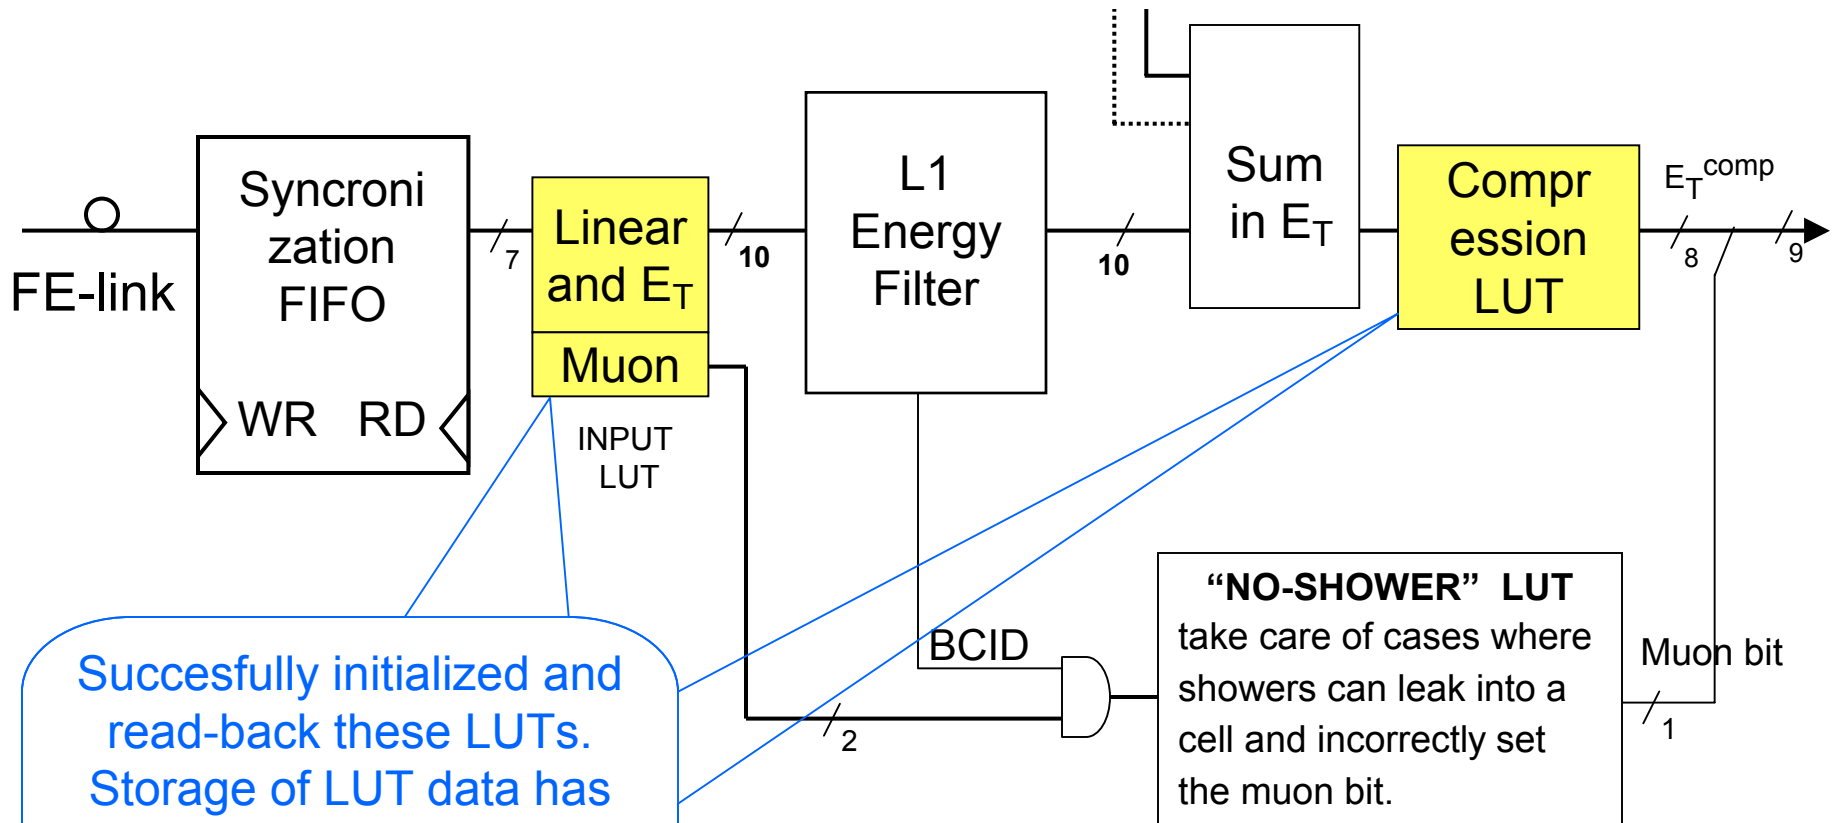 FE-link
Syncroni
zation
FIFO
WR RD
7
Linear
and ET
Muon
INPUT
LUT
10
L1
Energy
Filter
10
Sum
in ET
Compr
ession
LUT
ETcomp
8
9
BCID
2
“NO-SHOWER” LUT
take care of cases where
showers can leak into a
cell and incorrectly set
the muon bit.
Muon bit
1
Succesfully initialized and
read-back these LUTs.
Storage of LUT data has